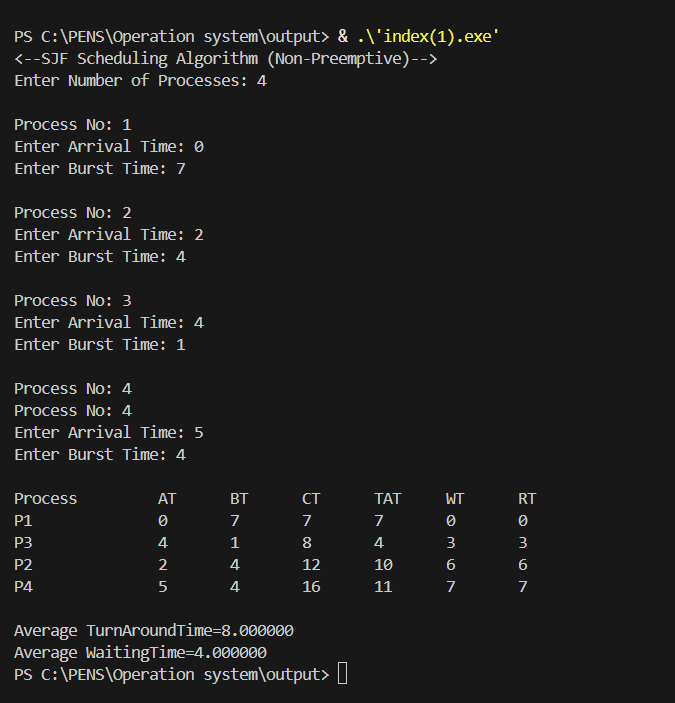 PS C:\PENS\Operation system\output> & .\'index(1).exe'
<--SJF Scheduling Algorithm (Non-Preemptive)-->
Enter Number of Processes: 4
Process No: 1
Enter Arrival Time: 0
Enter Burst Time: 7
Process No: 2
Enter Arrival Time: 2
Enter Burst Time: 4
Process No: 3
Enter Arrival Time: 4
Enter Burst Time: 1
Process No: 4
Process No: 4
Enter Arrival Time: 5
Enter Burst Time: 4
Process AT BT CT TAT WT RT
P1 0 7 7 7 0 0
P3 4 1 8 4 3 3
P2 2 4 12 10 6 6
P4 5 4 16 11 7 7
Average TurnAroundTime=8.000000
Average WaitingTime=4.000000
PS C:\PENS\Operation system\output>